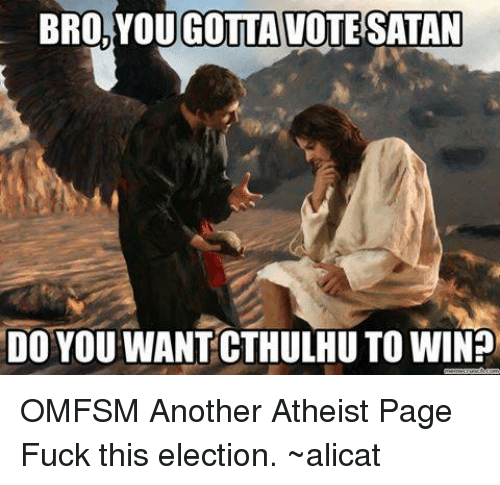 BRO, YOU GOTTA VOTE SATAN
DO YOU WANT CTHULHU TO WIN?
memecrunch.com
OMFSM Another Atheist Page
Fuck this election. ~alicat